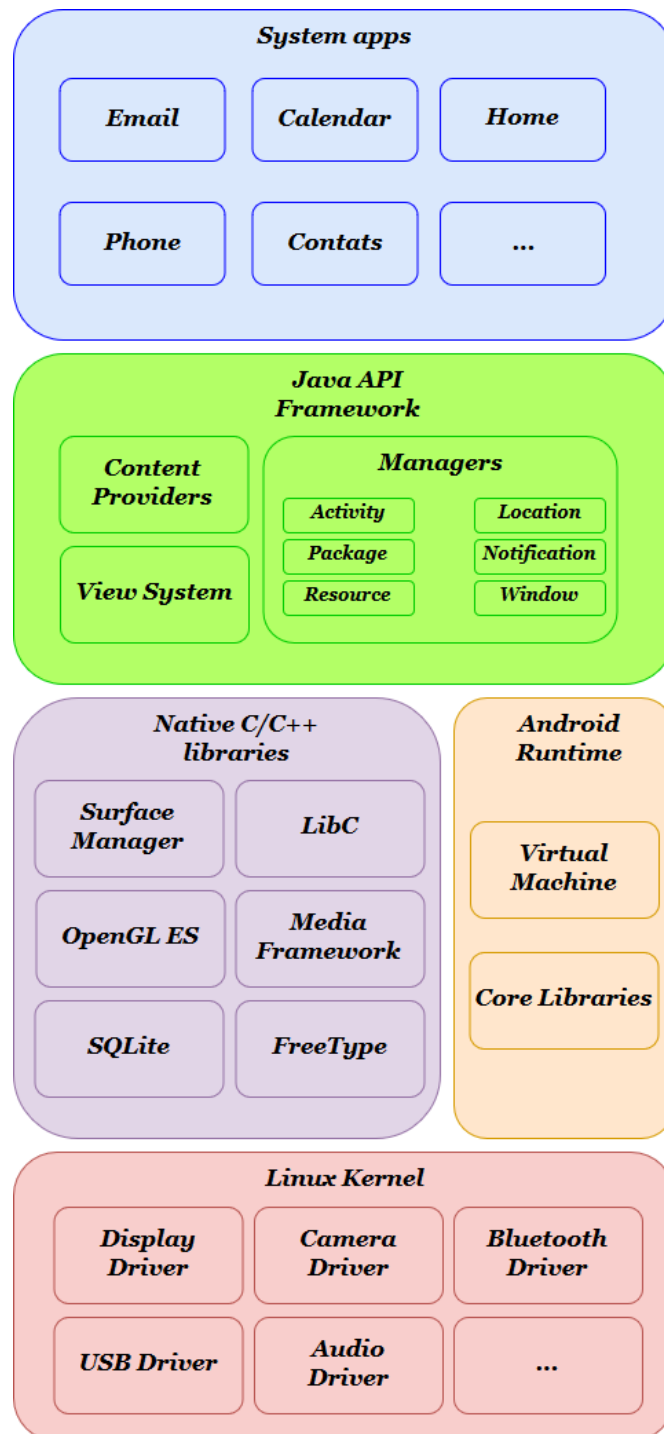 System apps
Email
Calendar
Home
Phone
Contats
...
Java API
Framework
Content
Providers
View System
Managers
Activity
Location
Package
Notification
Resource
Window
Native C/C++
libraries
Surface
Manager
LibC
OpenGL ES
Media
Framework
SQLite
FreeType
Android
Runtime
Virtual
Machine
Core Libraries
Linux Kernel
Display
Driver
Camera
Driver
Bluetooth
Driver
USB Driver
Audio
Driver
...